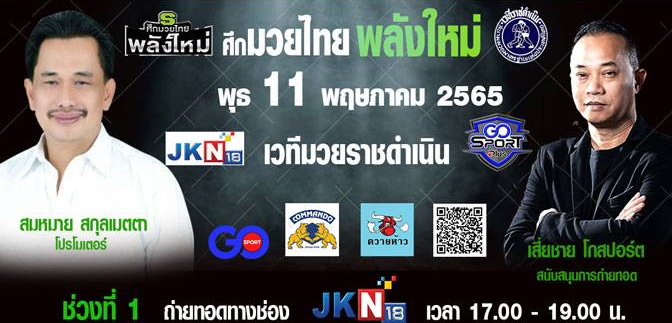 S
ศึกมวยไทย
พลังใหม่
ศึกมวยไทย พลังใหม่
พุธ 11 พฤษภาคม 2565
JKN18 เวทีมวยราชดำเนิน GO SPORT Plus
สมหมาย สกุลเมตตา
โปรโมเตอร์
GO SPORT
COMMANDO
ควายห้าว
เสี่ยชาย โกสปอร์ต
สนับสนุนการถ่ายทอด
ช่วงที่ 1 ถ่ายทอดทางช่อง JKN18 เวลา 17.00 - 19.00 น.